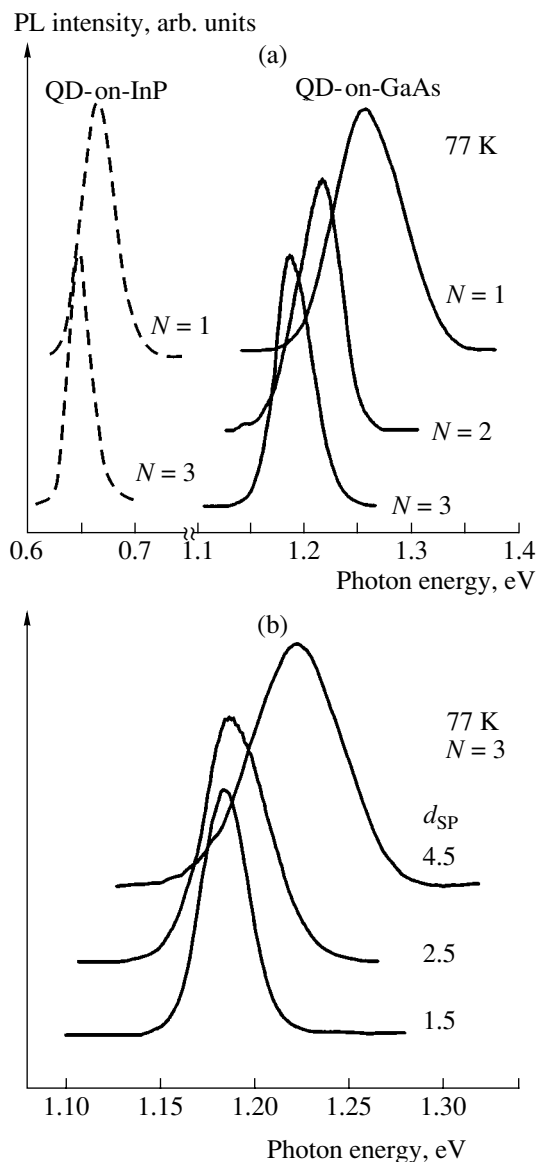 PL intensity, arb. units
(a)
QD-on-InP
QD-on-GaAs
77 K
N = 1
N = 1
N = 2
N = 3
N = 3
0.6 0.7 1.1 1.2 1.3 1.4
Photon energy, eV
(b)
77 K
N = 3
dSP
4.5
2.5
1.5
1.10 1.15 1.20 1.25 1.30
Photon energy, eV